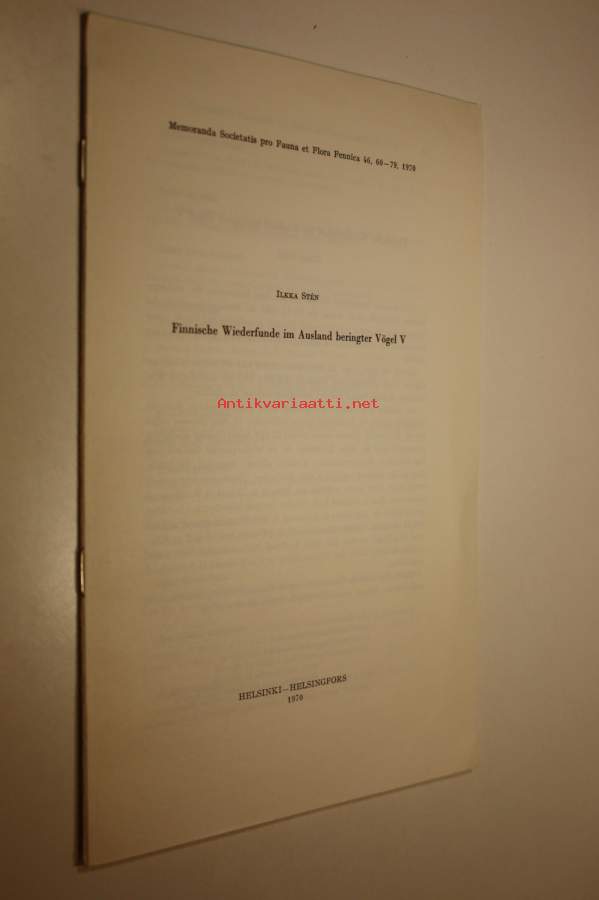 Memoranda Societatis pro Fauna et Flora Fennica 46, 60–79, 1970
ILKKA STÉN
Finnische Wiederfunde im Ausland beringter Vögel V
Antikvariaatti.net
HELSINKI–HELSINGFORS
1970